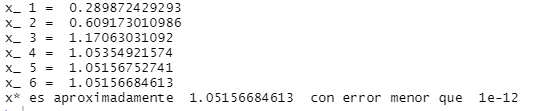 x_ 1 =  0.289872429293
x_ 2 =  0.609173010986
x_ 3 =  1.17063031092
x_ 4 =  1.05354921574
x_ 5 =  1.05156752741
x_ 6 =  1.05156684613
x* es aproximadamente  1.05156684613  con error menor que  1e-12